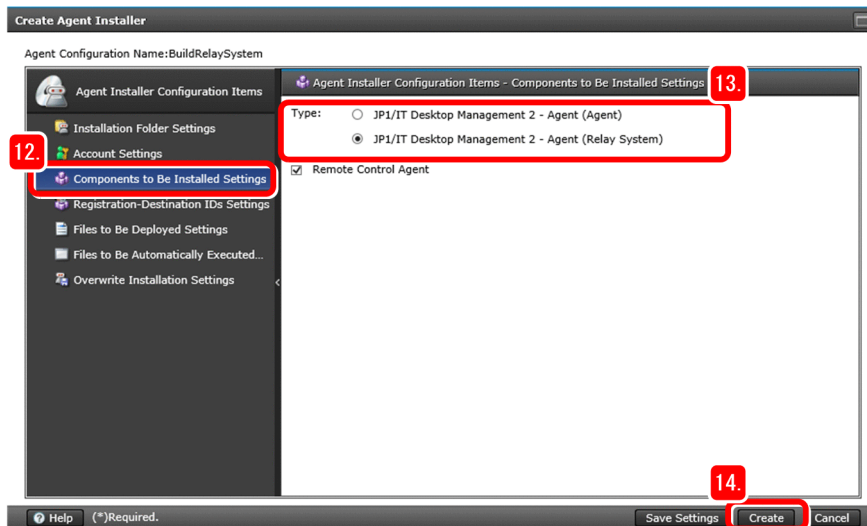 Create Agent Installer
Agent Configuration Name:BuildRelaySystem
Agent Installer Configuration Items
Installation Folder Settings
12.
Account Settings
Components to Be Installed Settings
Registration-Destination IDs Settings
Files to Be Deployed Settings
Files to Be Automatically Executed...
Overwrite Installation Settings
Agent Installer Configuration Items - Components to Be Installed Settings
13.
Type:
JP1/IT Desktop Management 2 - Agent (Agent)
JP1/IT Desktop Management 2 - Agent (Relay System)
Remote Control Agent
14.
Help (*)Required.
Save Settings Create Cancel